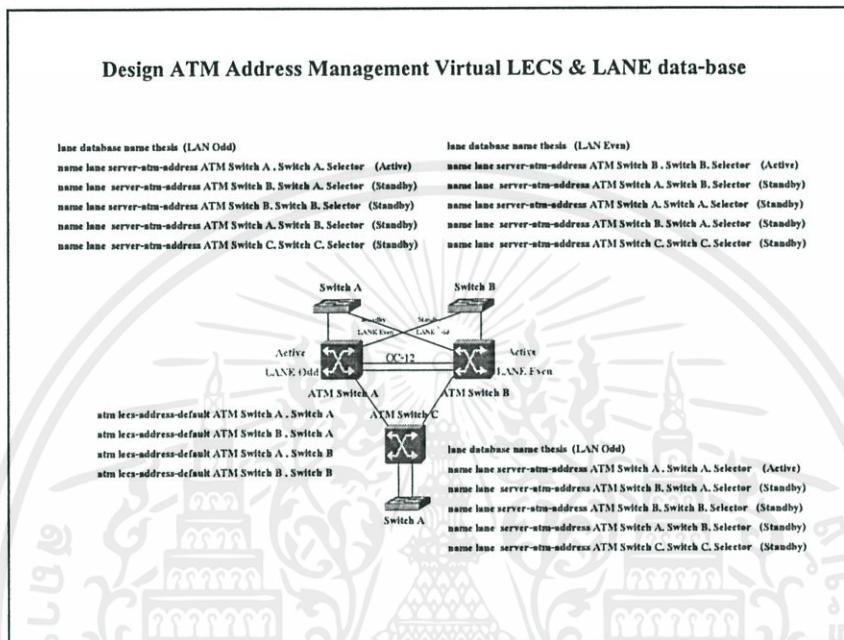 Design ATM Address Management Virtual LECS & LANE data-base
lane database name thesis (LAN Odd)
name lane server-atm-address ATM Switch A . Switch A. Selector (Active)
name lane server-atm-address ATM Switch B. Switch A. Selector (Standby)
name lane server-atm-address ATM Switch B. Switch B. Selector (Standby)
name lane server-atm-address ATM Switch A. Switch B. Selector (Standby)
name lane server-atm-address ATM Switch C. Switch C. Selector (Standby)
lane database name thesis (LAN Even)
name lane server-atm-address ATM Switch B . Switch B. Selector (Active)
name lane server-atm-address ATM Switch A. Switch B. Selector (Standby)
name lane server-atm-address ATM Switch A. Switch A. Selector (Standby)
name lane server-atm-address ATM Switch B. Switch A. Selector (Standby)
name lane server-atm-address ATM Switch C. Switch C. Selector (Standby)
Switch A
Switch B
LANE Even
LANE
Active
OC-12
Active
LANE Odd
LANE Even
ATM Switch A
ATM Switch B
ATM Switch C
atm lecs-address-default ATM Switch A . Switch A
atm lecs-address-default ATM Switch B . Switch A
atm lecs-address-default ATM Switch A . Switch B
atm lecs-address-default ATM Switch B . Switch B
Switch A
lane database name thesis (LAN Odd)
name lane server-atm-address ATM Switch A . Switch A. Selector (Active)
name lane server-atm-address ATM Switch B. Switch A. Selector (Standby)
name lane server-atm-address ATM Switch B. Switch B. Selector (Standby)
name lane server-atm-address ATM Switch A. Switch B. Selector (Standby)
name lane server-atm-address ATM Switch C. Switch C. Selector (Standby)